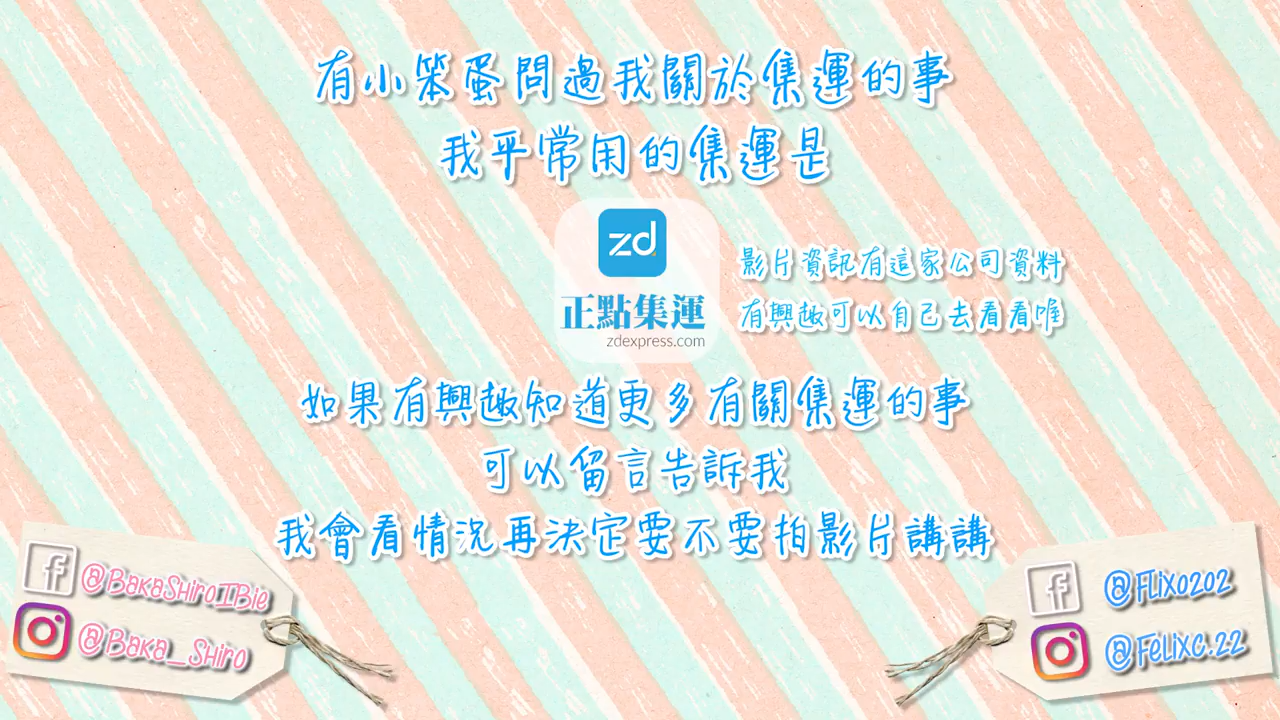 有小笨蛋問過我關於集運的事
我平常用的集運是
zd
正點集運
zdexpress.com
影片資訊有這家公司資料
有興趣可以自己去看看唯
如果有興趣知道更多有關集運的事
可以留言告訴我
我會看情況再決定要不要拍影片講講
@BakaShiroIBie
@Baka_Shiro
@Flix0202
@Felixc.22